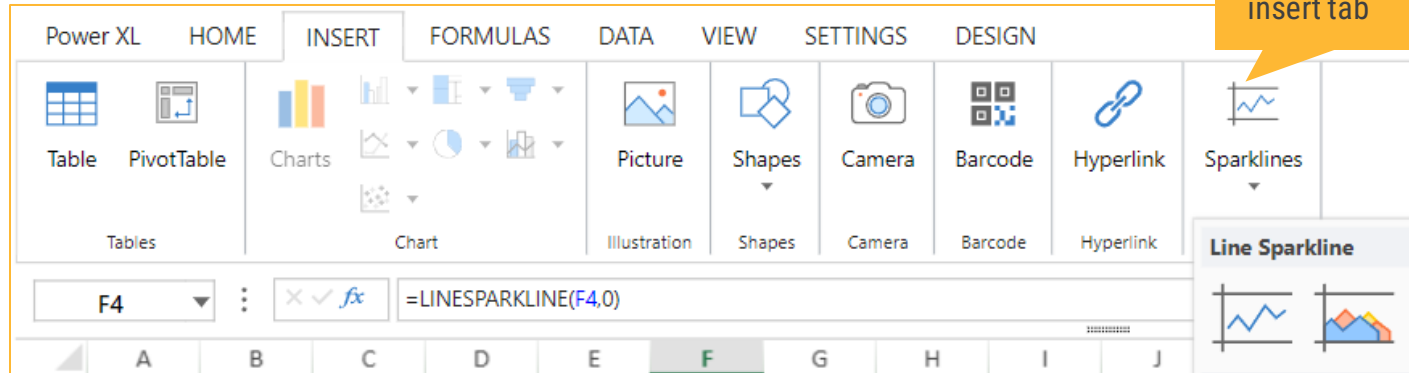 insert tab
Power XL HOME INSERT FORMULAS DATA VIEW SETTINGS DESIGN
Table PivotTable Charts Picture Shapes Camera Barcode Hyperlink Sparklines
Tables Chart Illustration Shapes Camera Barcode Hyperlink
Line Sparkline
F4 fx =LINESPARKLINE(F4,0)
A B C D E F G H I J